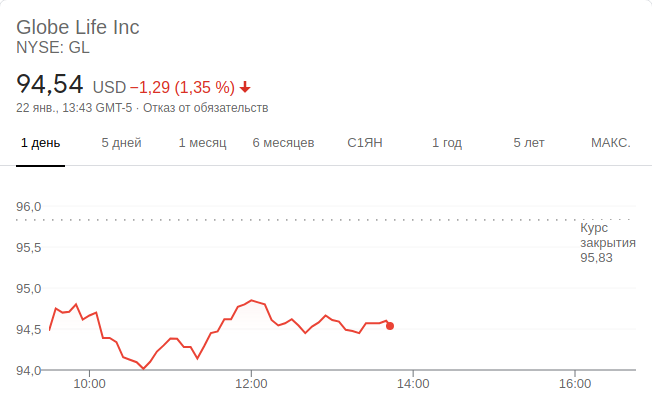 Globe Life Inc
NYSE: GL
94,54 USD −1,29 (1,35 %)
22 янв., 13:43 GMT-5 · Отказ от обязательств
1 день 5 дней 1 месяц 6 месяцев С1ЯН 1 год 5 лет МАКС.
96,0
Курс
закрытия
95,83
95,5
95,0
94,5
94,0
10:00 12:00 14:00 16:00